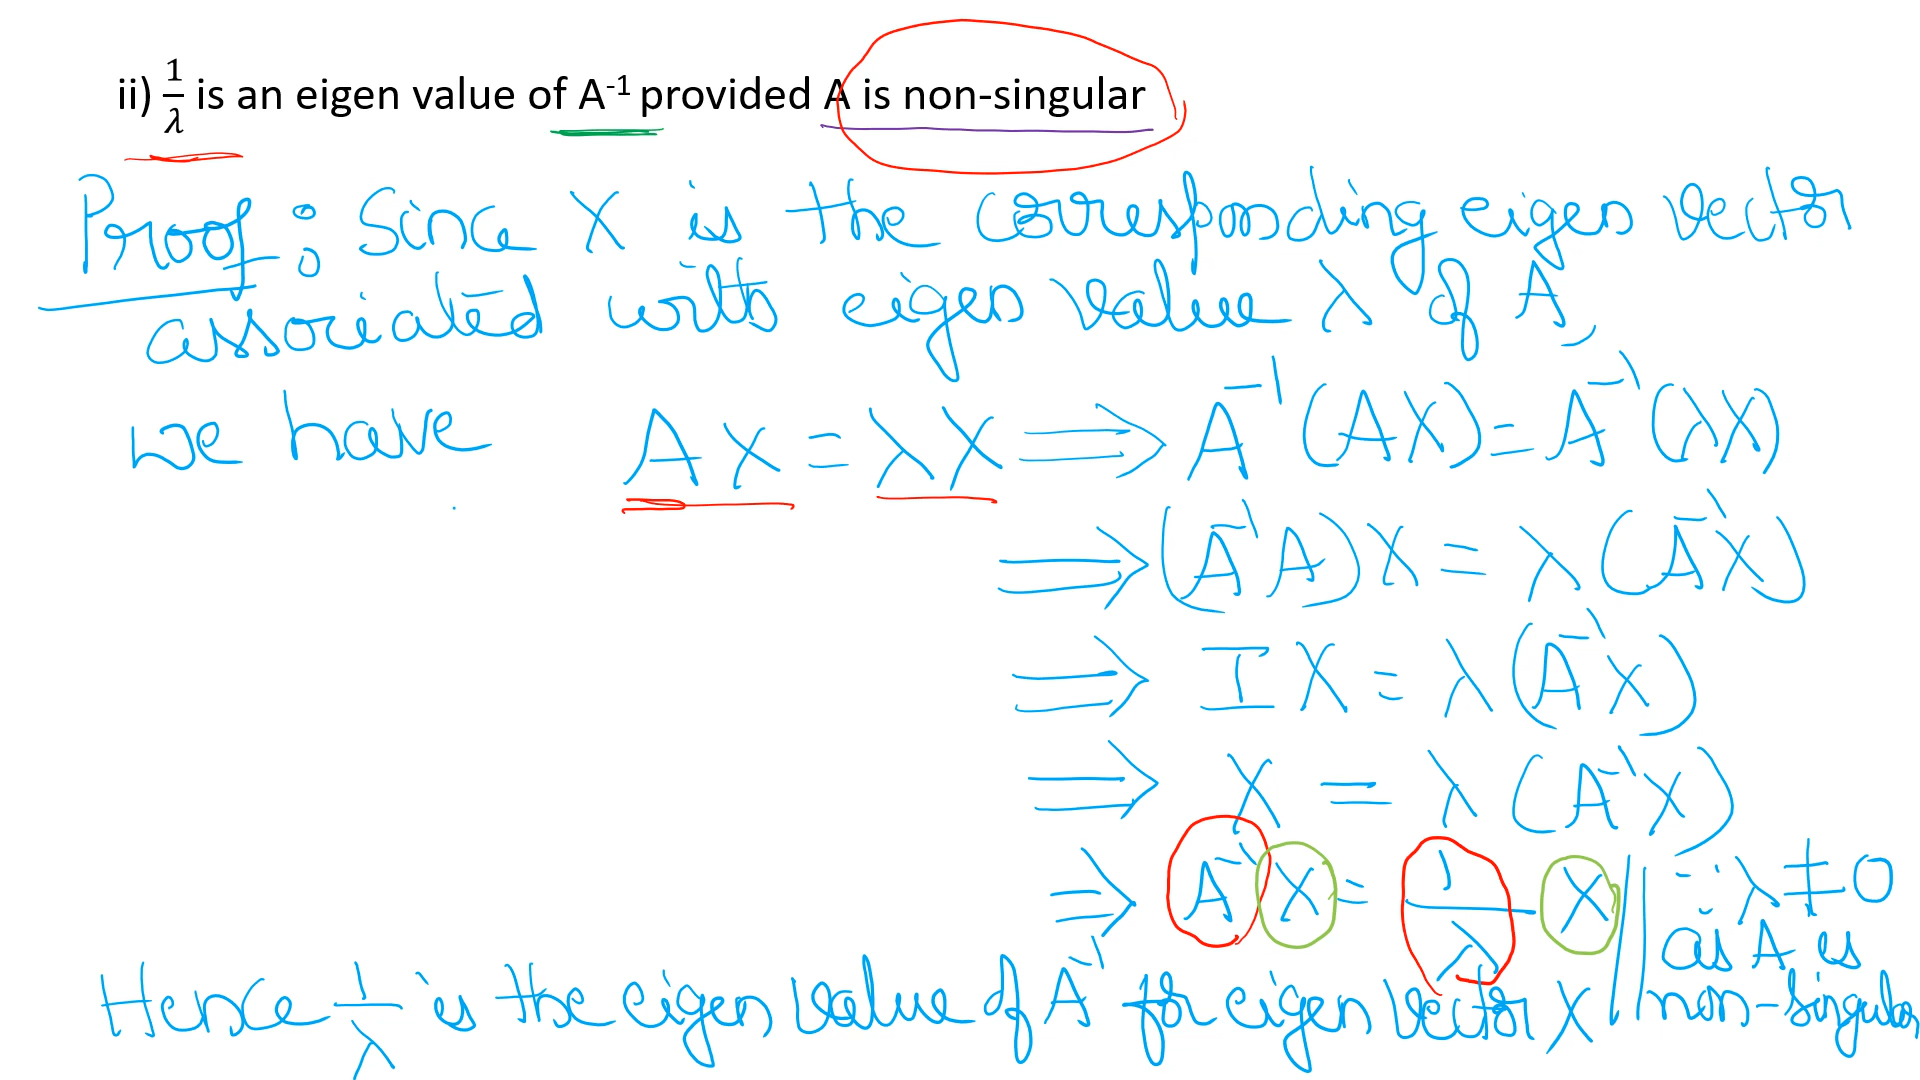 ii) 1/λ is an eigen value of A⁻¹ provided A is non-singular
Proof : Since X is the corresponding eigen vector
associated with eigen value λ of A,
we have AX = λX ⟹ A⁻¹(AX) = A⁻¹(λX)
⟹ (A⁻¹A)X = λ(A⁻¹X)
⟹ IX = λ(A⁻¹X)
⟹ X = λ(A⁻¹X)
⟹ A⁻¹X = 1/λ X || ∵ λ ≠ 0
as A is
non-singular
Hence 1/λ is the eigen value of A⁻¹ for eigen vector X